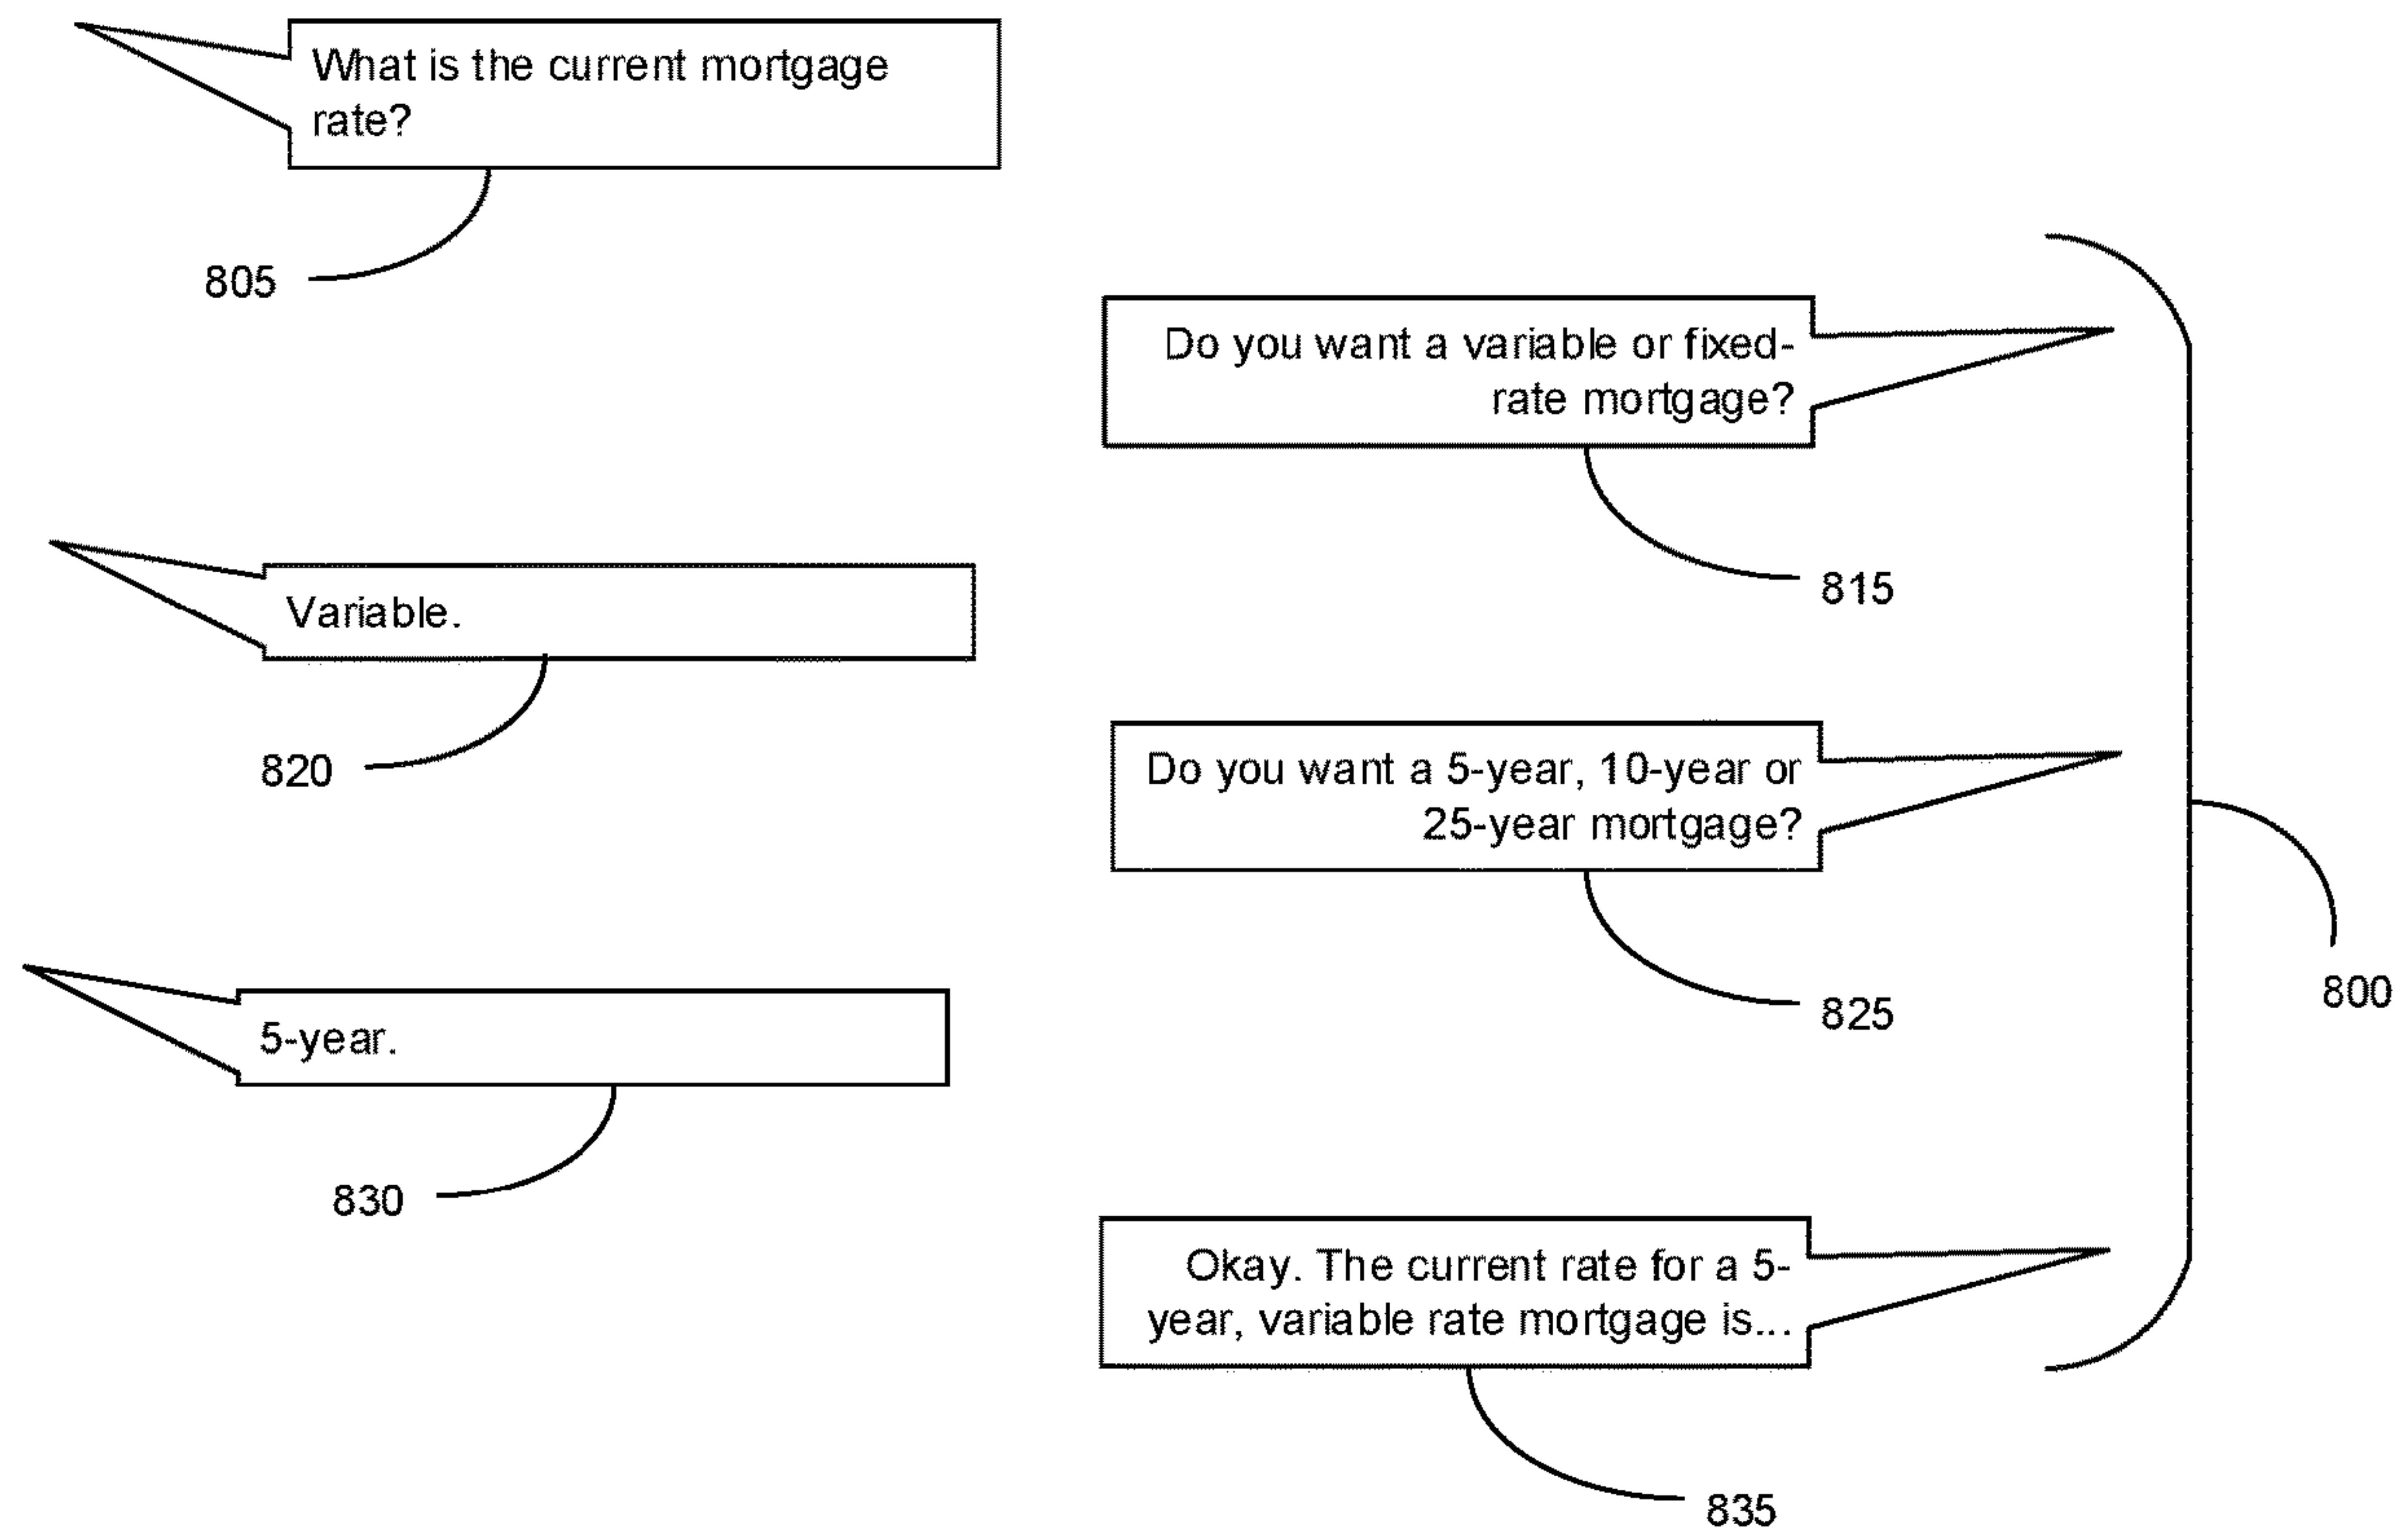 What is the current mortgage
rate?
805
Do you want a variable or fixed-
rate mortgage?
815
Variable.
820
Do you want a 5-year, 10-year or
25-year mortgage?
825
800
5-year.
830
Okay. The current rate for a 5-
year, variable rate mortgage is...
835